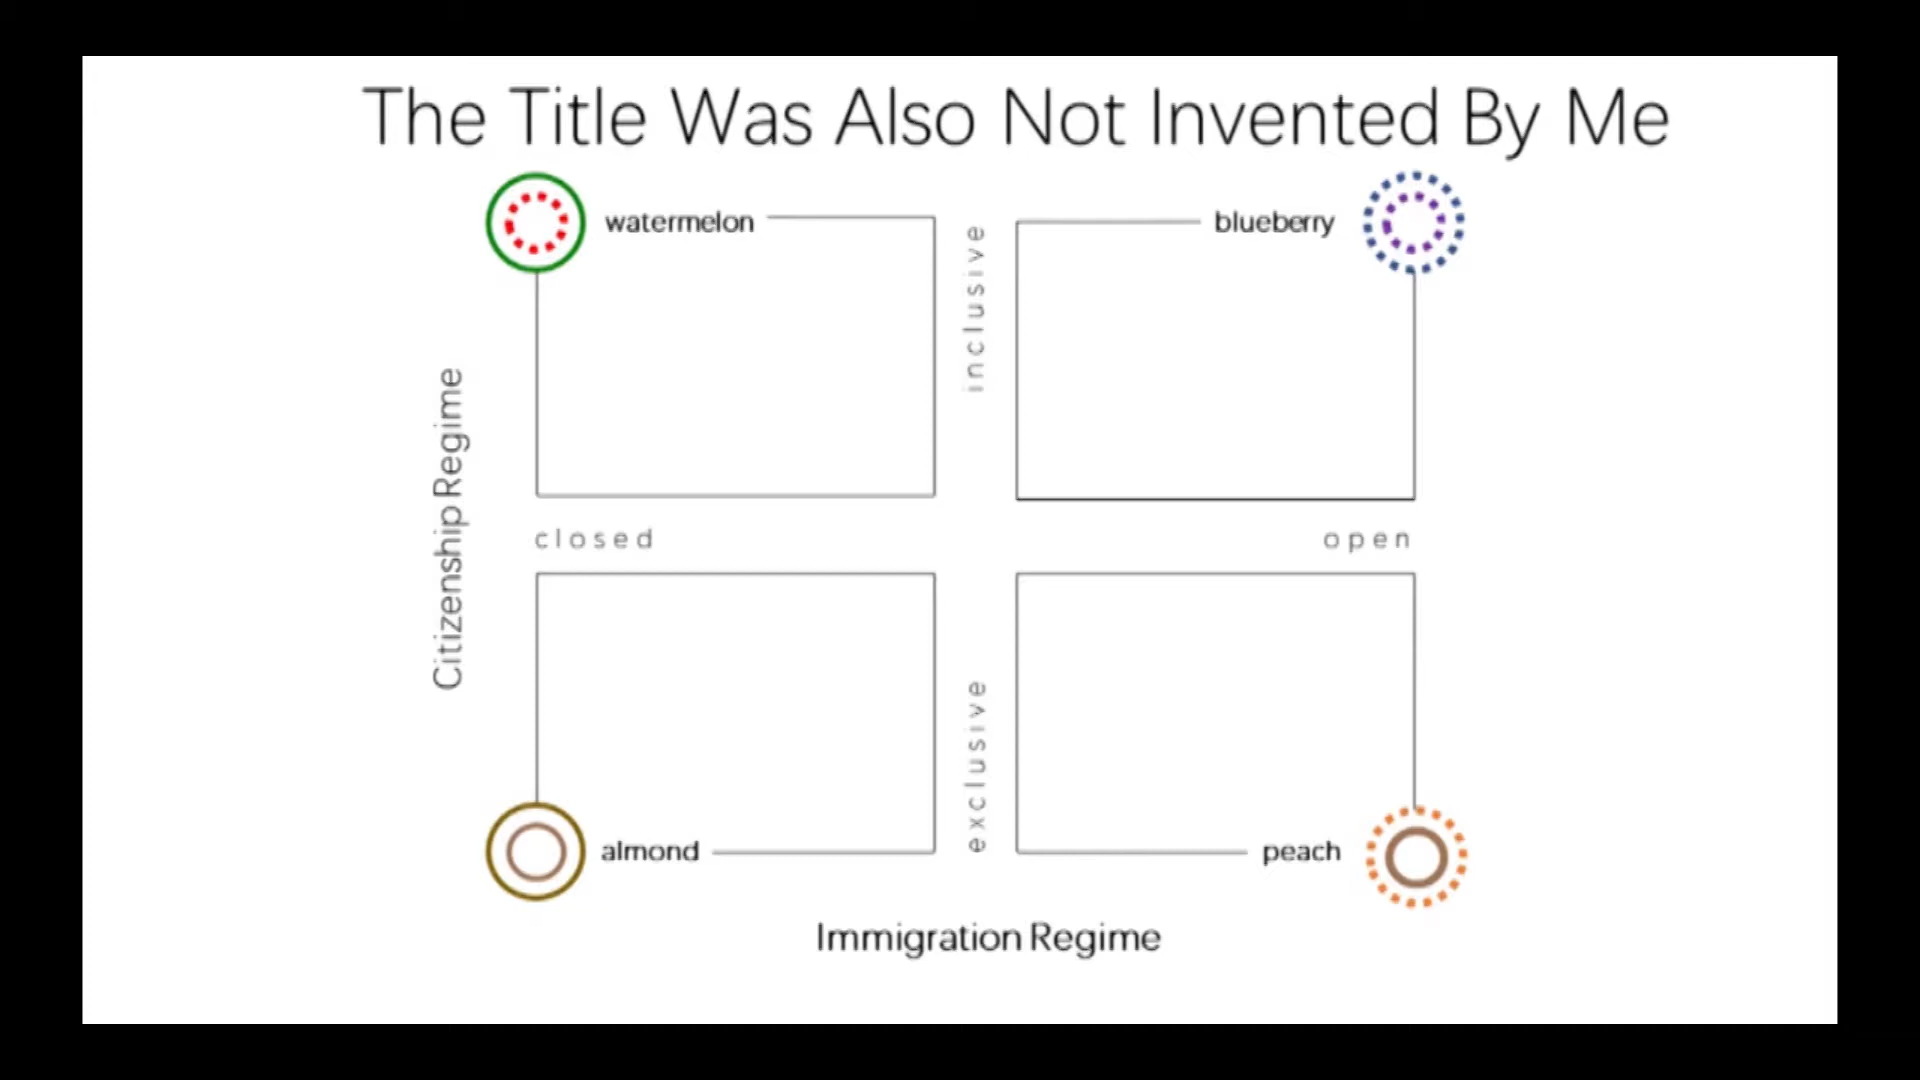 The Title Was Also Not Invented By Me
watermelon
blueberry
inclusive
Citizenship Regime
closed
open
exclusive
almond
peach
Immigration Regime